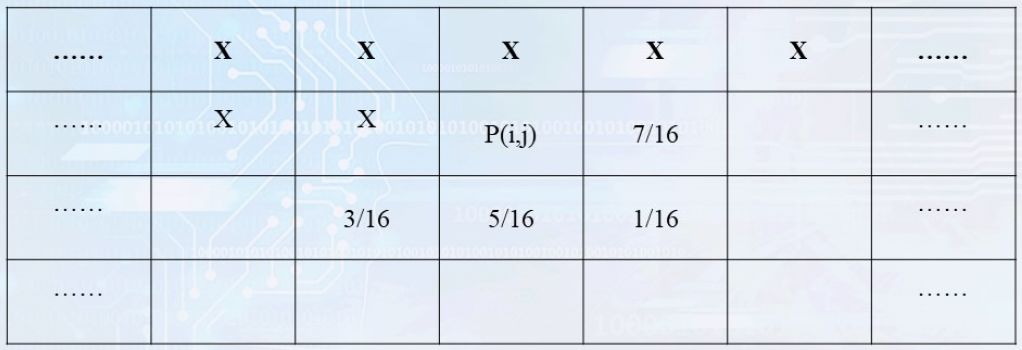 …… X X X X X ……
…… X X P(i,j) 7/16 ……
…… 3/16 5/16 1/16 ……
…… ……